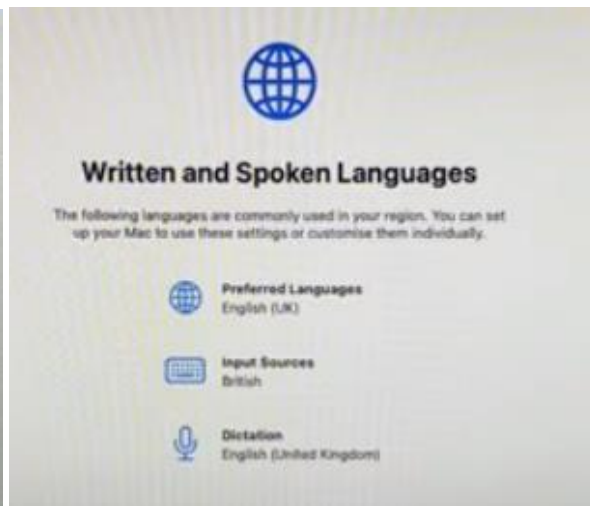 Written and Spoken Languages
The following languages are commonly used in your region. You can set
up your Mac to use these settings or customise them individually.
Preferred Languages
English (UK)
Input Sources
British
Dictation
English (United Kingdom)